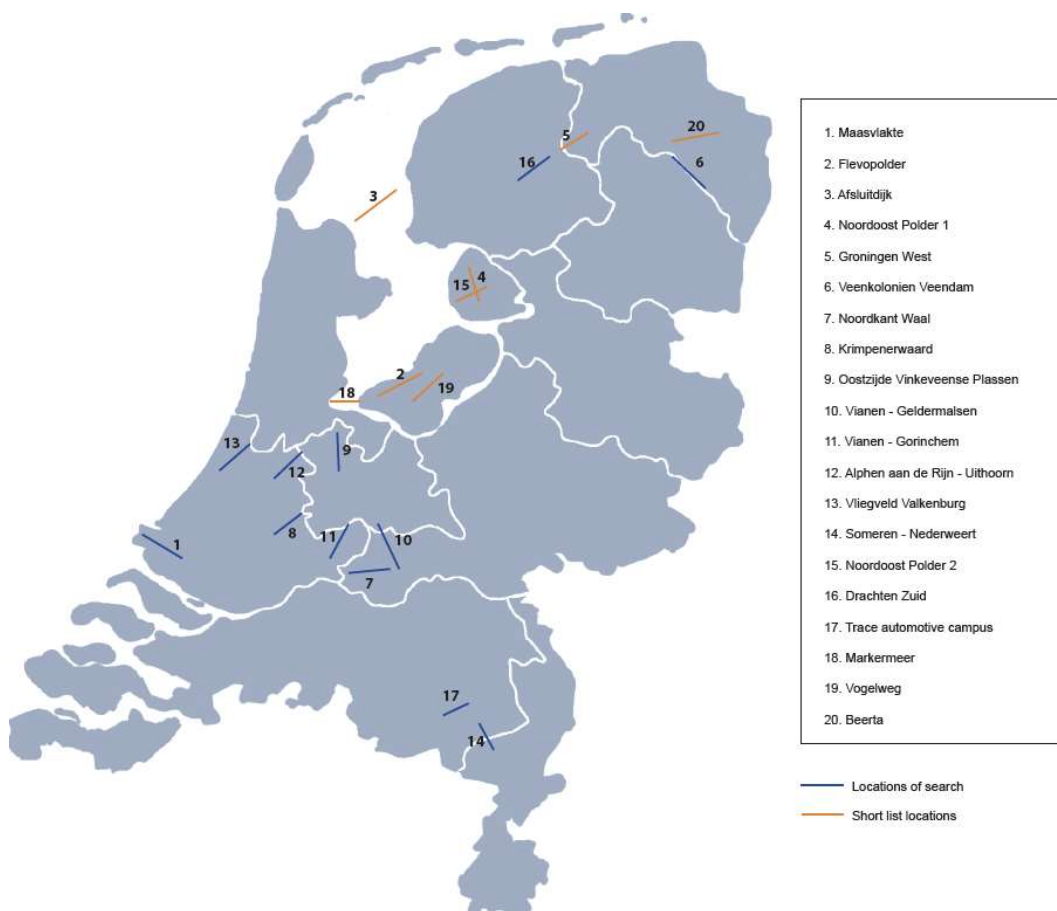 5
20
16
6
3
4
15
2
19
18
13
9
12
8
11
10
1
7
17
14
1. Maasvlakte
2. Flevopolder
3. Afsluitdijk
4. Noordoost Polder 1
5. Groningen West
6. Veenkolonien Veendam
7. Noordkant Waal
8. Krimpenerwaard
9. Oostzijde Vinkeveense Plassen
10. Vianen - Geldermalsen
11. Vianen - Gorinchem
12. Alphen aan de Rijn - Uithoorn
13. Vliegveld Valkenburg
14. Someren - Nederweert
15. Noordoost Polder 2
16. Drachten Zuid
17. Trace automotive campus
18. Markermeer
19. Vogelweg
20. Beerta
Locations of search
Short list locations